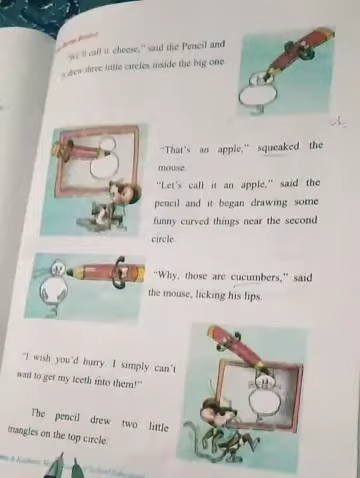 "We'll call it cheese," said the Pencil and
it drew three little circles inside the big one
"That's an apple," squeaked the
mouse.
"Let's call it an apple," said the
pencil and it began drawing some
funny curved things near the second
circle.
"Why, those are cucumbers," said
the mouse, licking his lips.
"I wish you'd hurry. I simply can't
wait to get my teeth into them!"
The pencil drew two little
triangles on the top circle.